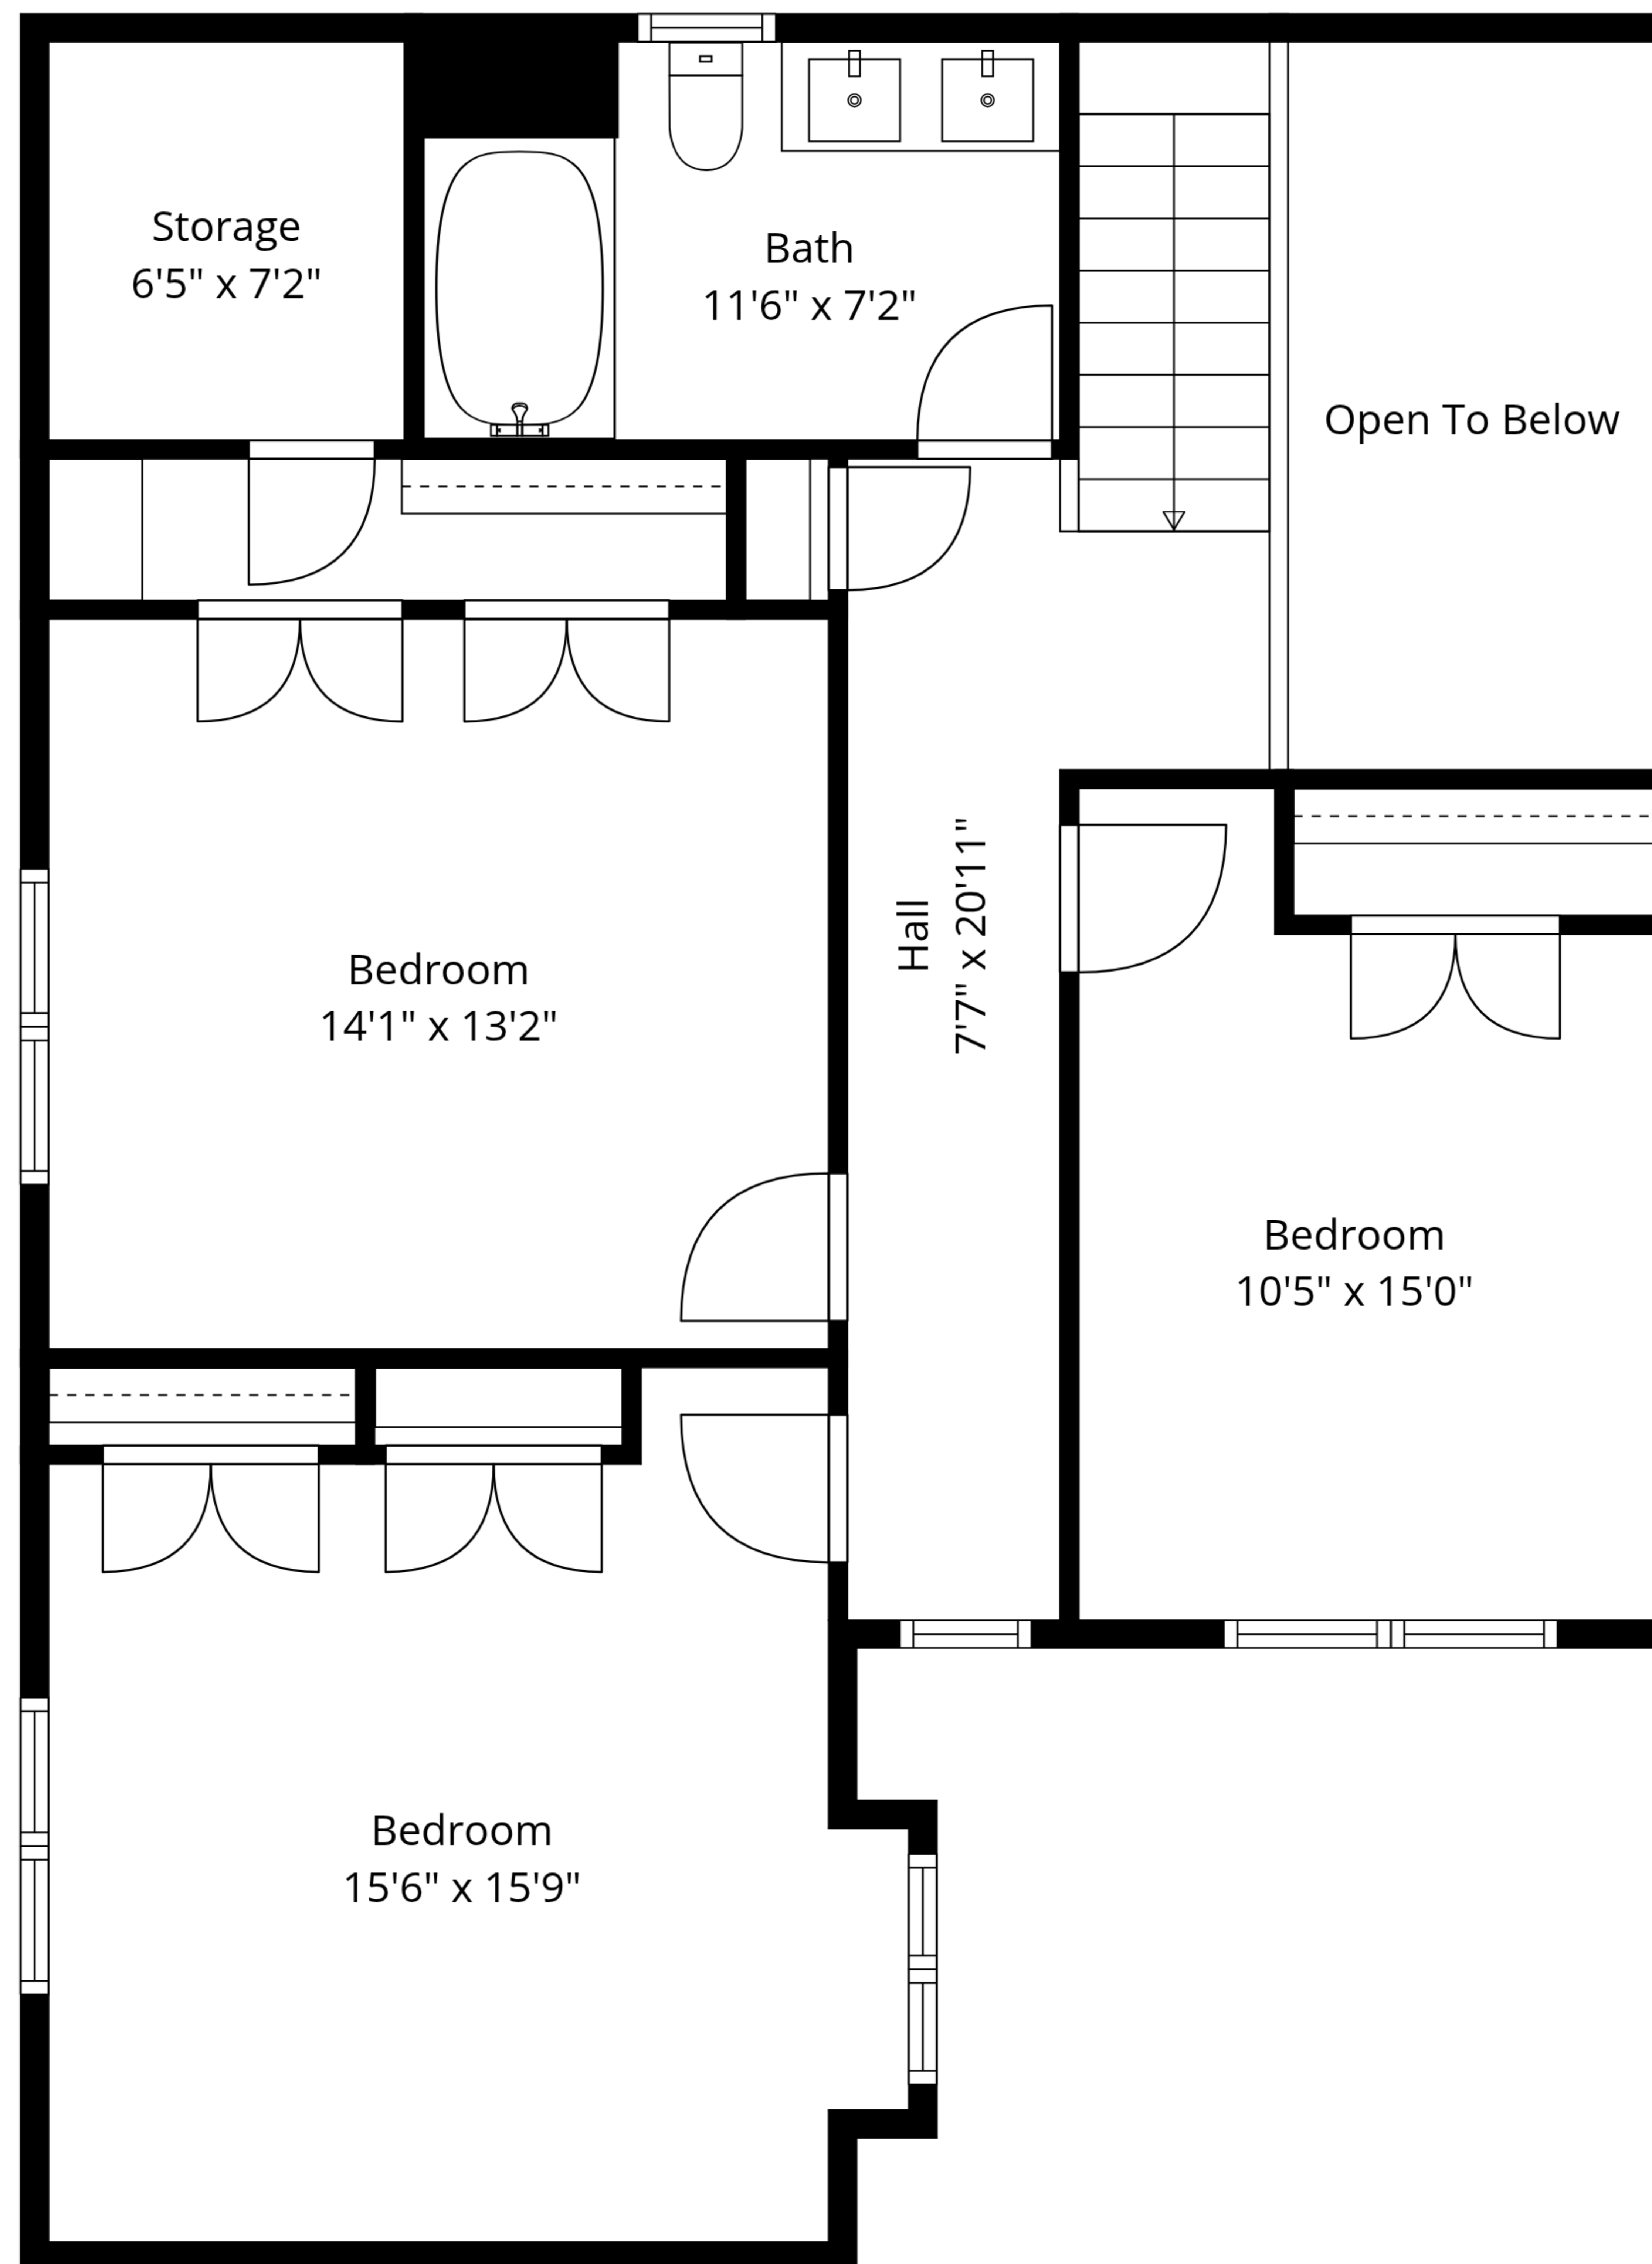 Storage
6'5" x 7'2"
Bath
11'6" x 7'2"
Open To Below
Hall
7'7" x 20'11"
Bedroom
14'1" x 13'2"
Bedroom
10'5" x 15'0"
Bedroom
15'6" x 15'9"